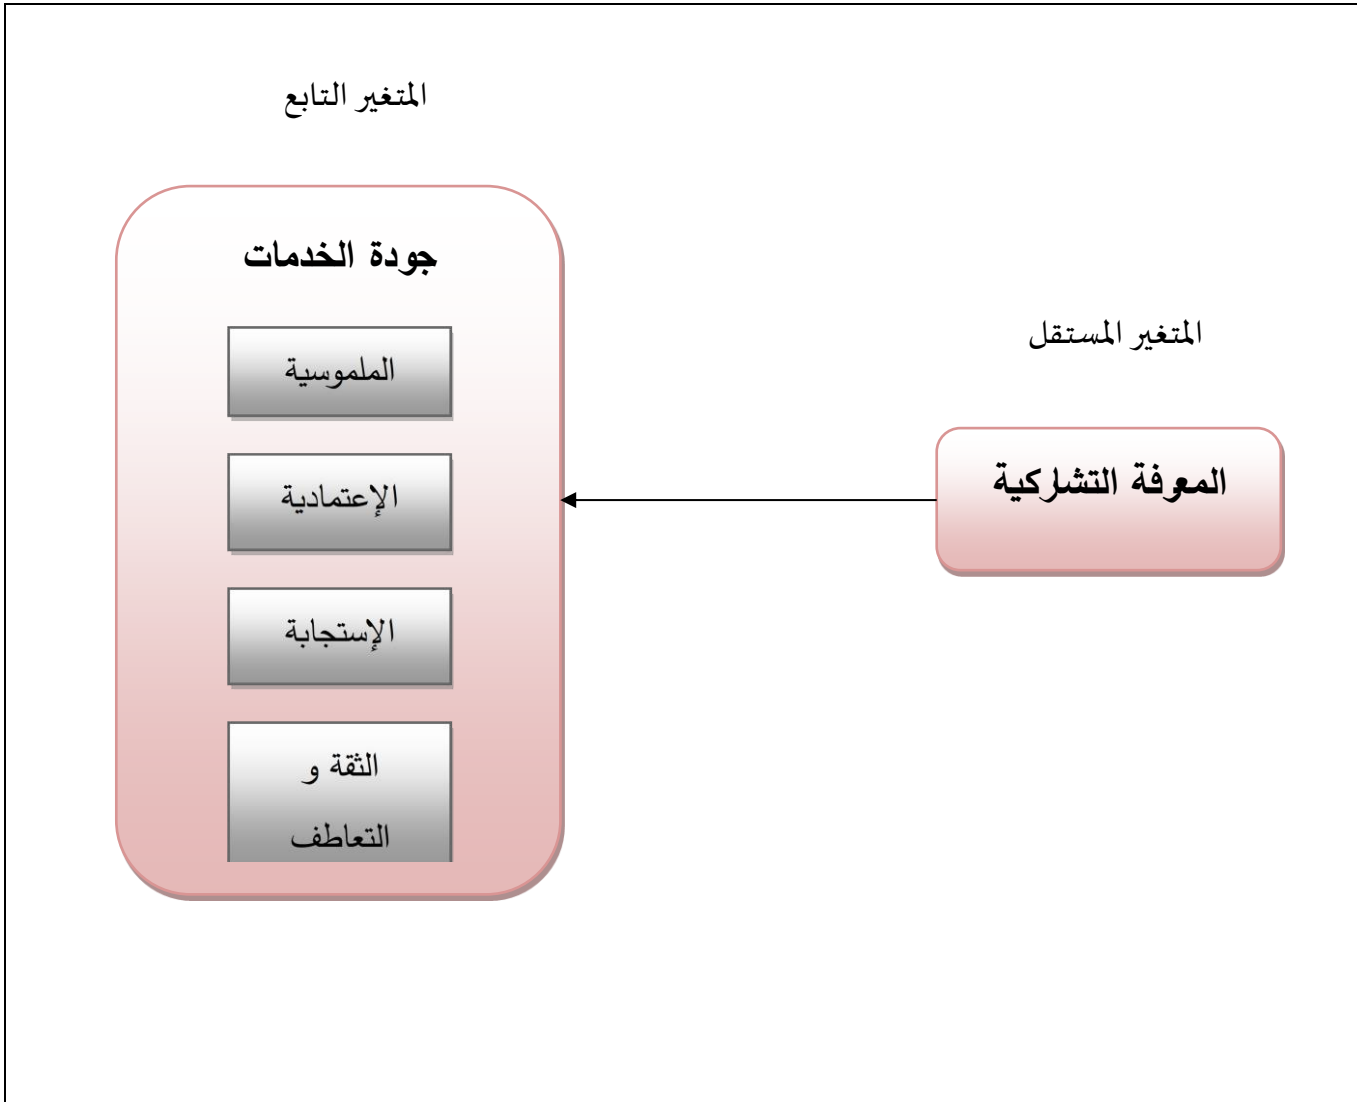 المتغير التابع
جودة الخدمات
الملموسية
الإعتمادية
الإستجابة
الثقة و
التعاطف
المتغير المستقل
المعرفة التشاركية